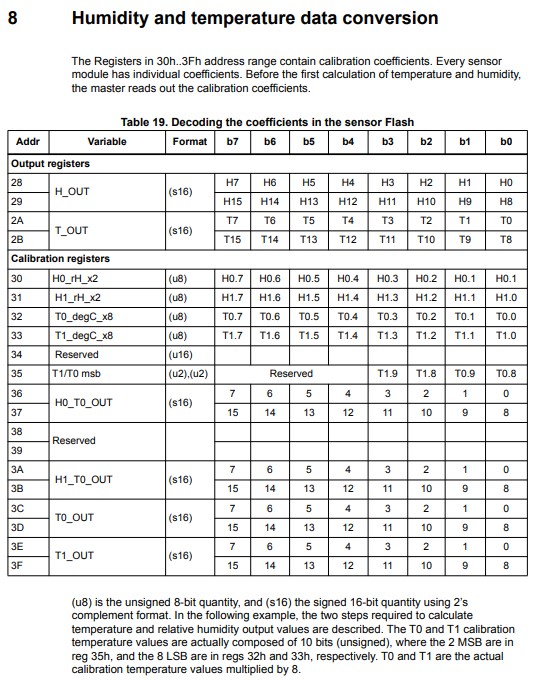 8 Humidity and temperature data conversion
The Registers in 30h..3Fh address range contain calibration coefficients. Every sensor
module has individual coefficients. Before the first calculation of temperature and humidity,
the master reads out the calibration coefficients.
Table 19. Decoding the coefficients in the sensor Flash
Addr Variable Format b7 b6 b5 b4 b3 b2 b1 b0
Output registers
28 H_OUT (s16) H7 H6 H5 H4 H3 H2 H1 H0
29 H15 H14 H13 H12 H11 H10 H9 H8
2A T_OUT (s16) T7 T6 T5 T4 T3 T2 T1 T0
2B T15 T14 T13 T12 T11 T10 T9 T8
Calibration registers
30 H0_rH_x2 (u8) H0.7 H0.6 H0.5 H0.4 H0.3 H0.2 H0.1 H0.1
31 H1_rH_x2 (u8) H1.7 H1.6 H1.5 H1.4 H1.3 H1.2 H1.1 H1.0
32 T0_degC_x8 (u8) T0.7 T0.6 T0.5 T0.4 T0.3 T0.2 T0.1 T0.0
33 T1_degC_x8 (u8) T1.7 T1.6 T1.5 T1.4 T1.3 T1.2 T1.1 T1.0
34 Reserved (u16)
35 T1/T0 msb (u2),(u2) Reserved T1.9 T1.8 T0.9 T0.8
36 H0_T0_OUT (s16) 7 6 5 4 3 2 1 0
37 15 14 13 12 11 10 9 8
38 Reserved
39
3A H1_T0_OUT (s16) 7 6 5 4 3 2 1 0
3B 15 14 13 12 11 10 9 8
3C T0_OUT (s16) 7 6 5 4 3 2 1 0
3D 15 14 13 12 11 10 9 8
3E T1_OUT (s16) 7 6 5 4 3 2 1 0
3F 15 14 13 12 11 10 9 8
(u8) is the unsigned 8-bit quantity, and (s16) the signed 16-bit quantity using 2's
complement format. In the following example, the two steps required to calculate
temperature and relative humidity output values are described. The T0 and T1 calibration
temperature values are actually composed of 10 bits (unsigned), where the 2 MSB are in
reg 35h, and the 8 LSB are in regs 32h and 33h, respectively. T0 and T1 are the actual
calibration temperature values multiplied by 8.